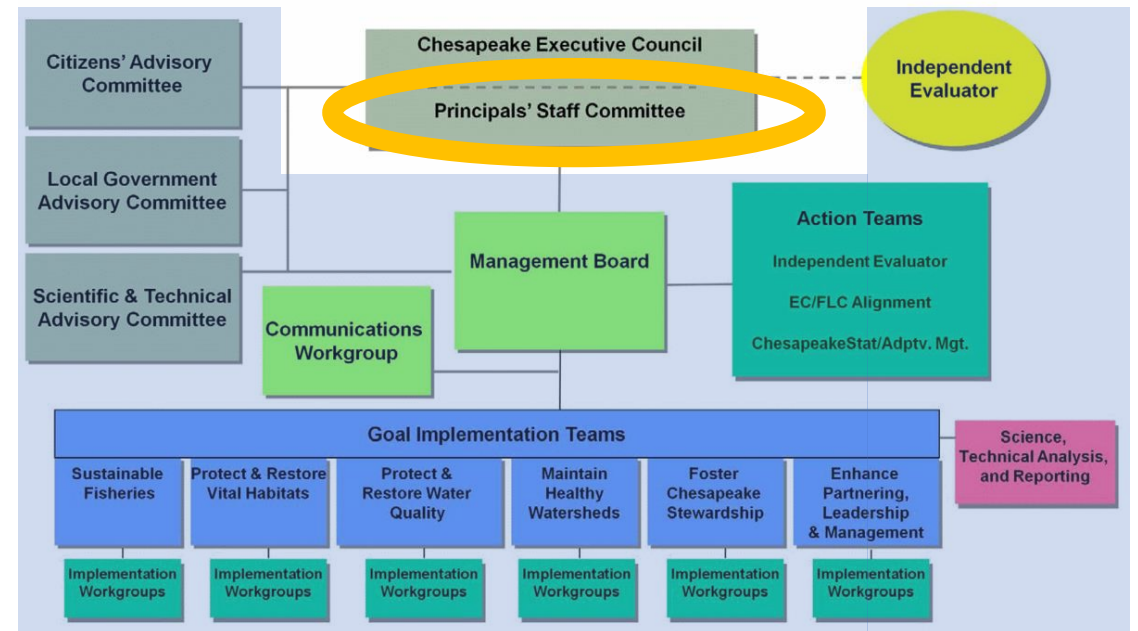 Citizens' Advisory
Committee
Chesapeake Executive Council
Principals' Staff Committee
Independent
Evaluator
Local Government
Advisory Committee
Scientific & Technical
Advisory Committee
Management Board
Action Teams
Independent Evaluator
EC/FLC Alignment
ChesapeakeStat/Adptv. Mgt.
Communications
Workgroup
Goal Implementation Teams
Science,
Technical Analysis,
and Reporting
Sustainable
Fisheries
Protect & Restore
Vital Habitats
Protect &
Restore Water
Quality
Maintain
Healthy
Watersheds
Foster
Chesapeake
Stewardship
Enhance
Partnering,
Leadership
& Management
Implementation
Workgroups
Implementation
Workgroups
Implementation
Workgroups
Implementation
Workgroups
Implementation
Workgroups
Implementation
Workgroups